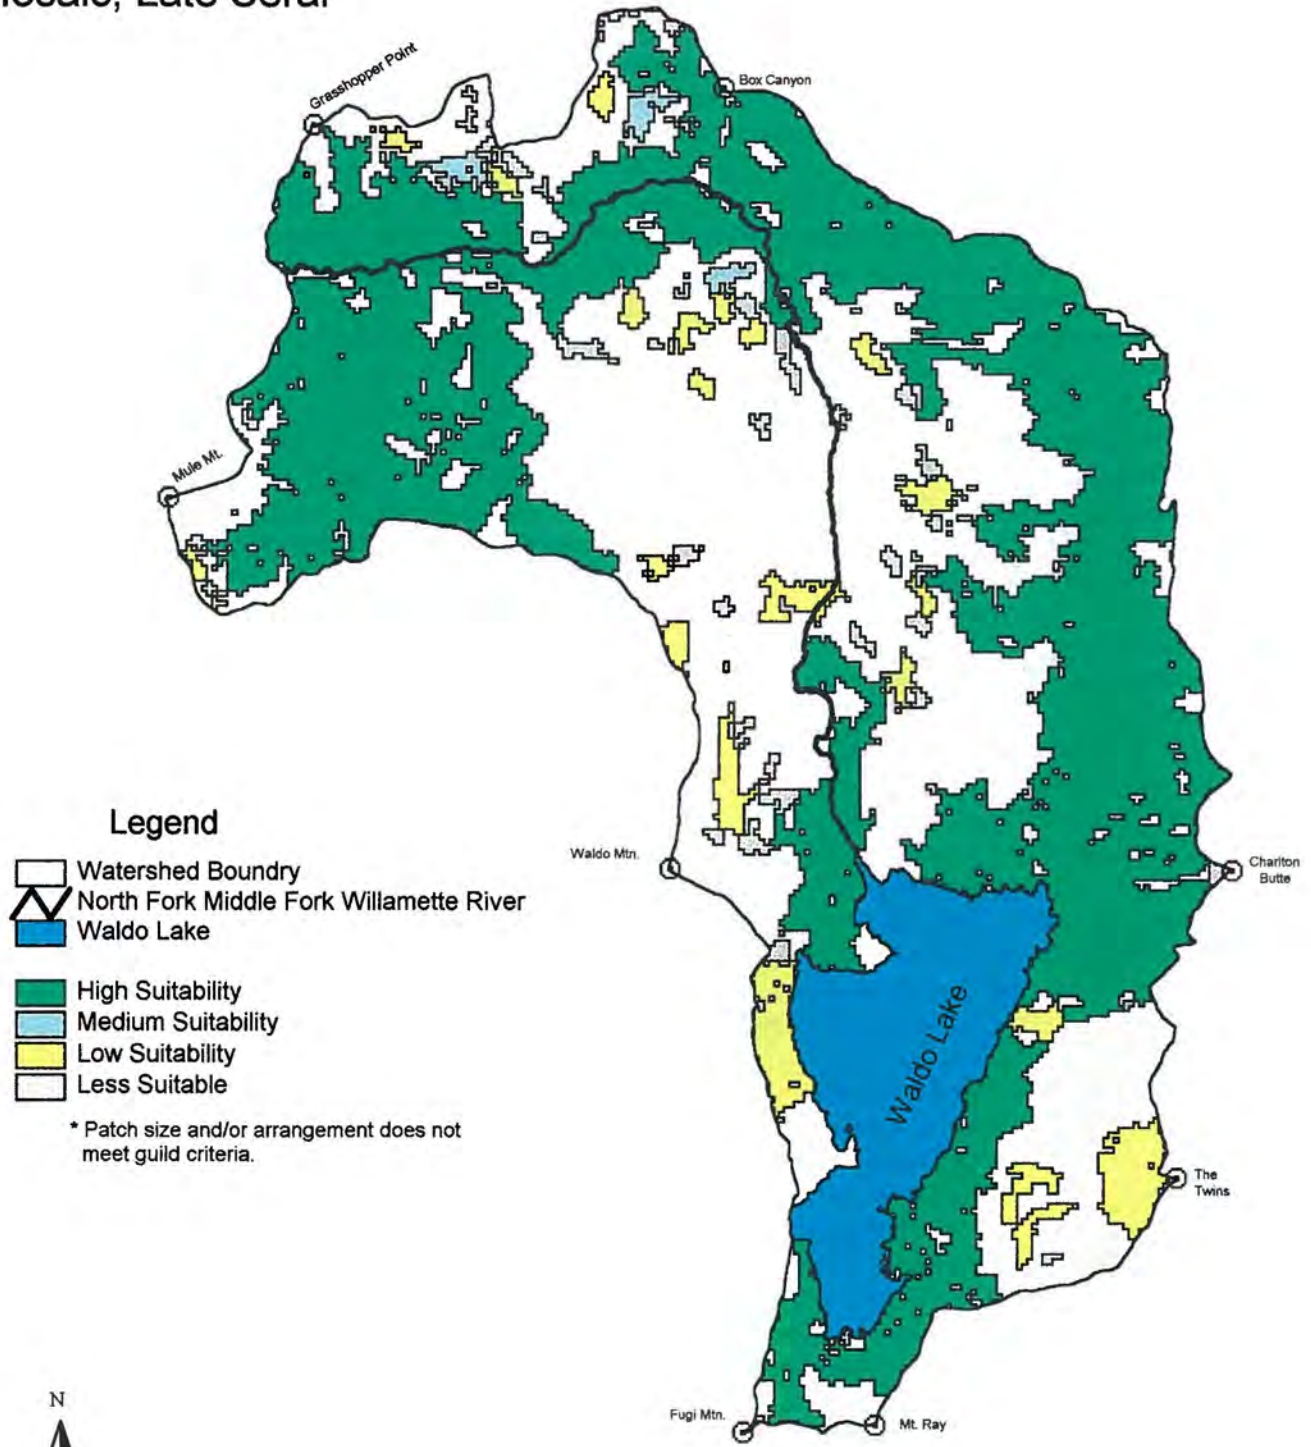 Late Seral
Grasshopper Point
Box Canyon
Mule Mt.
Legend
Watershed Boundry
North Fork Middle Fork Willamette River
Waldo Lake
High Suitability
Medium Suitability
Low Suitability
Less Suitable
* Patch size and/or arrangement does not
meet guild criteria.
Waldo Mtn.
Charlton
Butte
Waldo Lake
The
Twins
Fugi Mtn.
Mt. Ray
N